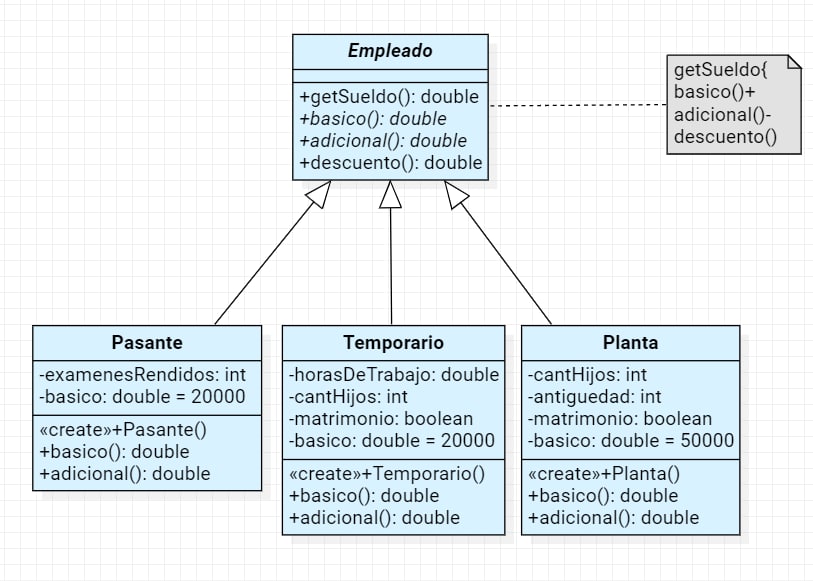 Empleado
+getSueldo(): double
+basico(): double
+adicional(): double
+descuento(): double
getSueldo{
basico()+
adicional()-
descuento()
Pasante
-examenesRendidos: int
-basico: double = 20000
«create»+Pasante()
+basico(): double
+adicional(): double
Temporario
-horasDeTrabajo: double
-cantHijos: int
-matrimonio: boolean
-basico: double = 20000
«create»+Temporario()
+basico(): double
+adicional(): double
Planta
-cantHijos: int
-antiguedad: int
-matrimonio: boolean
-basico: double = 50000
«create»+Planta()
+basico(): double
+adicional(): double